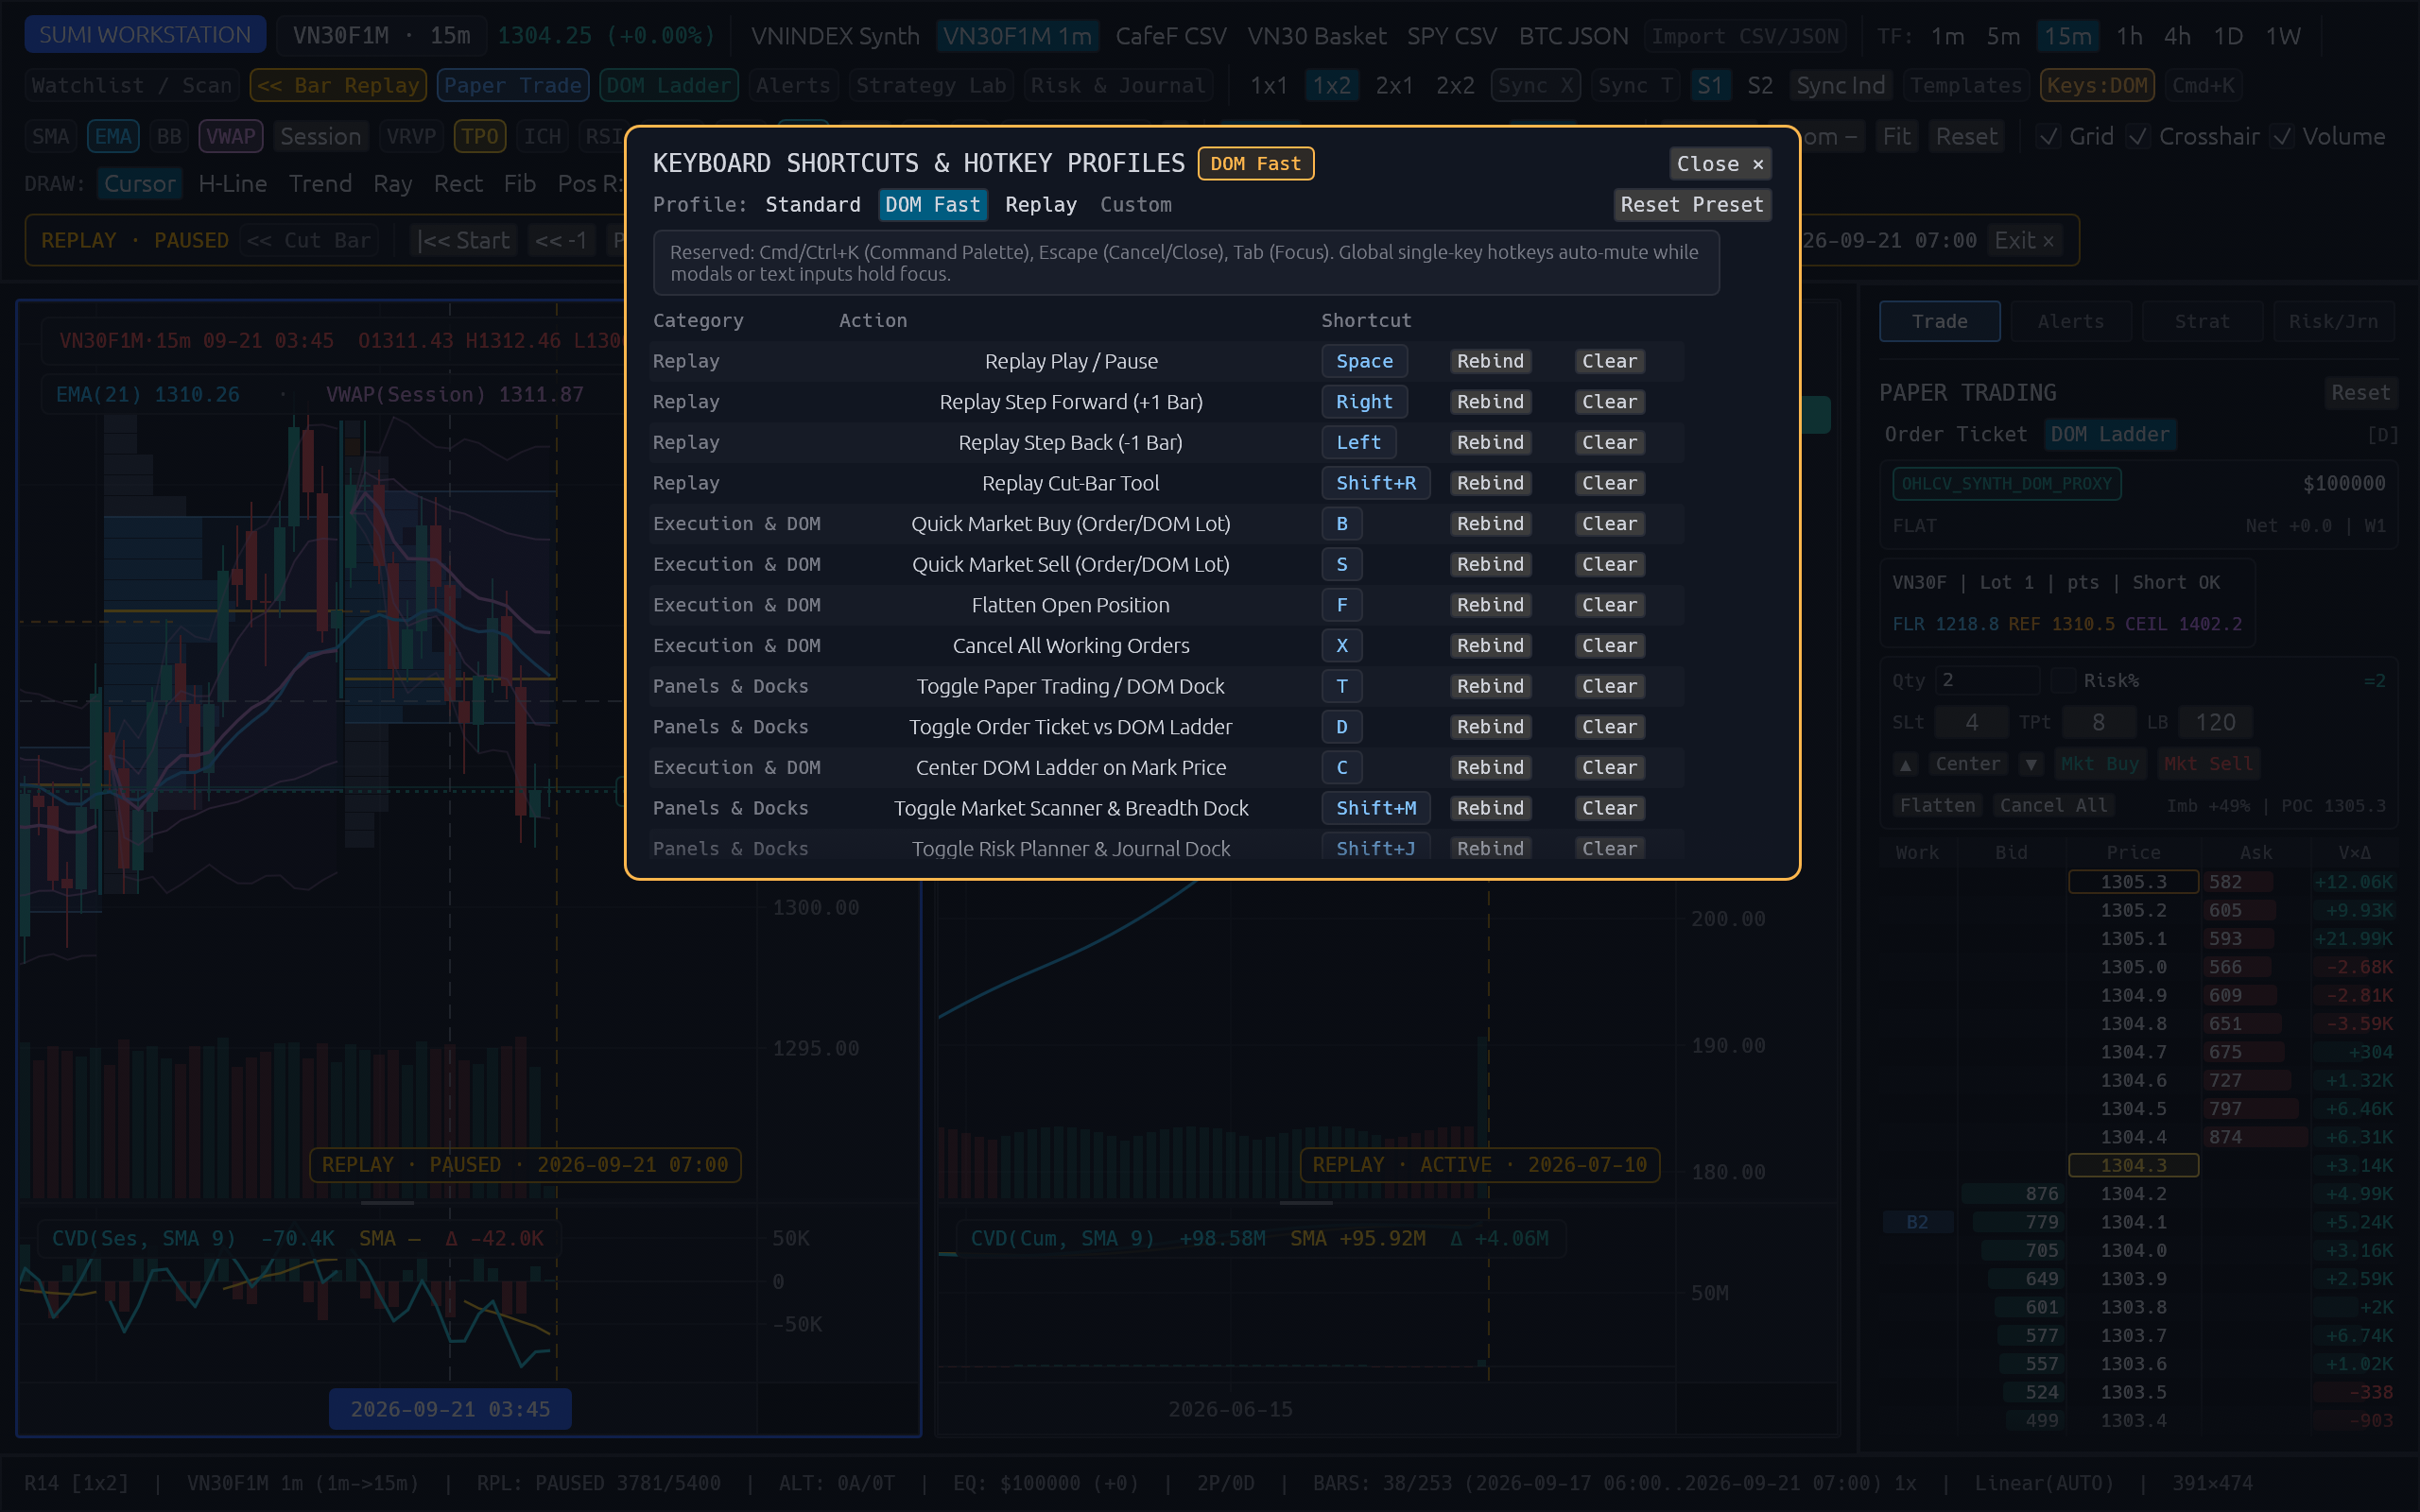 SUMI WORKSTATION VN30F1M · 15m 1304.25 (+0.00%) VNINDEX Synth VN30F1M 1m CafeF CSV VN30 Basket SPY CSV BTC JSON Import CSV/JSON TF: 1m 5m 15m 1h 4h 1D 1W
Watchlist / Scan << Bar Replay Paper Trade DOM Ladder Alerts Strategy Lab Risk & Journal 1x1 1x2 2x1 2x2 Sync X Sync T S1 S2 Sync Ind Templates Keys:DOM Cmd+K
SMA EMA BB VWAP Session VRVP TPO ICH RSI Fit Reset Grid Crosshair Volume
DRAW: Cursor H-Line Trend Ray Rect Fib Pos R:
REPLAY · PAUSED << Cut Bar |<< Start << -1 26-09-21 07:00 Exit ×
KEYBOARD SHORTCUTS & HOTKEY PROFILES DOM Fast Close ×
Profile: Standard DOM Fast Replay Custom Reset Preset
Reserved: Cmd/Ctrl+K (Command Palette), Escape (Cancel/Close), Tab (Focus). Global single-key hotkeys auto-mute while
modals or text inputs hold focus.
Category Action Shortcut
Replay Replay Play / Pause Space Rebind Clear
Replay Replay Step Forward (+1 Bar) Right Rebind Clear
Replay Replay Step Back (-1 Bar) Left Rebind Clear
Replay Replay Cut-Bar Tool Shift+R Rebind Clear
Execution & DOM Quick Market Buy (Order/DOM Lot) B Rebind Clear
Execution & DOM Quick Market Sell (Order/DOM Lot) S Rebind Clear
Execution & DOM Flatten Open Position F Rebind Clear
Execution & DOM Cancel All Working Orders X Rebind Clear
Panels & Docks Toggle Paper Trading / DOM Dock T Rebind Clear
Panels & Docks Toggle Order Ticket vs DOM Ladder D Rebind Clear
Execution & DOM Center DOM Ladder on Mark Price C Rebind Clear
Panels & Docks Toggle Market Scanner & Breadth Dock Shift+M Rebind Clear
Panels & Docks Toggle Risk Planner & Journal Dock Shift+J Rebind Clear
VN30F1M·15m 09-21 03:45 O1311.43 H1312.46 L130
EMA(21) 1310.26 · VWAP(Session) 1311.87
1300.00
1295.00
REPLAY · PAUSED · 2026-09-21 07:00
CVD(Ses, SMA 9) -70.4K SMA — Δ -42.0K
50K
0
-50K
2026-09-21 03:45
200.00
190.00
180.00
REPLAY · ACTIVE · 2026-07-10
CVD(Cum, SMA 9) +98.58M SMA +95.92M Δ +4.06M
50M
2026-06-15
Trade Alerts Strat Risk/Jrn
PAPER TRADING Reset
Order Ticket DOM Ladder [D]
OHLCV_SYNTH_DOM_PROXY $100000
FLAT Net +0.0 | W1
VN30F | Lot 1 | pts | Short OK
FLR 1218.8 REF 1310.5 CEIL 1402.2
Qty 2 Risk% =2
SLt 4 TPt 8 LB 120
▲ Center ▼ Mkt Buy Mkt Sell
Flatten Cancel All Imb +49% | POC 1305.3
Work Bid Price Ask V×Δ
1305.3 582 +12.06K
1305.2 605 +9.93K
1305.1 593 +21.99K
1305.0 566 -2.68K
1304.9 609 -2.81K
1304.8 651 -3.59K
1304.7 675 +304
1304.6 727 +1.32K
1304.5 797 +6.46K
1304.4 874 +6.31K
1304.3 +3.14K
876 1304.2 +4.99K
B2 779 1304.1 +5.24K
705 1304.0 +3.16K
649 1303.9 +2.59K
601 1303.8 +2K
577 1303.7 +6.74K
557 1303.6 +1.02K
524 1303.5 -338
499 1303.4 -903
R14 [1x2] | VN30F1M 1m (1m->15m) | RPL: PAUSED 3781/5400 | ALT: 0A/0T | EQ: $100000 (+0) | 2P/0D | BARS: 38/253 (2026-09-17 06:00..2026-09-21 07:00) 1x | Linear(AUTO) | 391×474